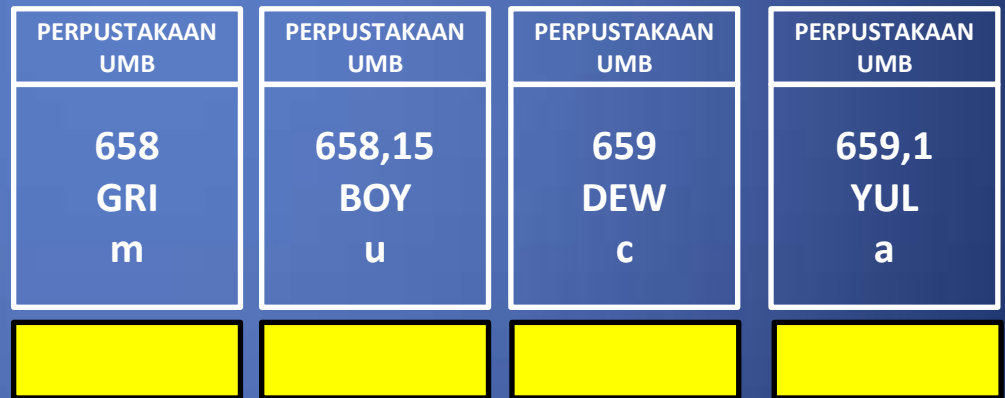 PERPUSTAKAAN
UMB
658
GRI
m
PERPUSTAKAAN
UMB
658,15
BOY
u
PERPUSTAKAAN
UMB
659
DEW
c
PERPUSTAKAAN
UMB
659,1
YUL
a